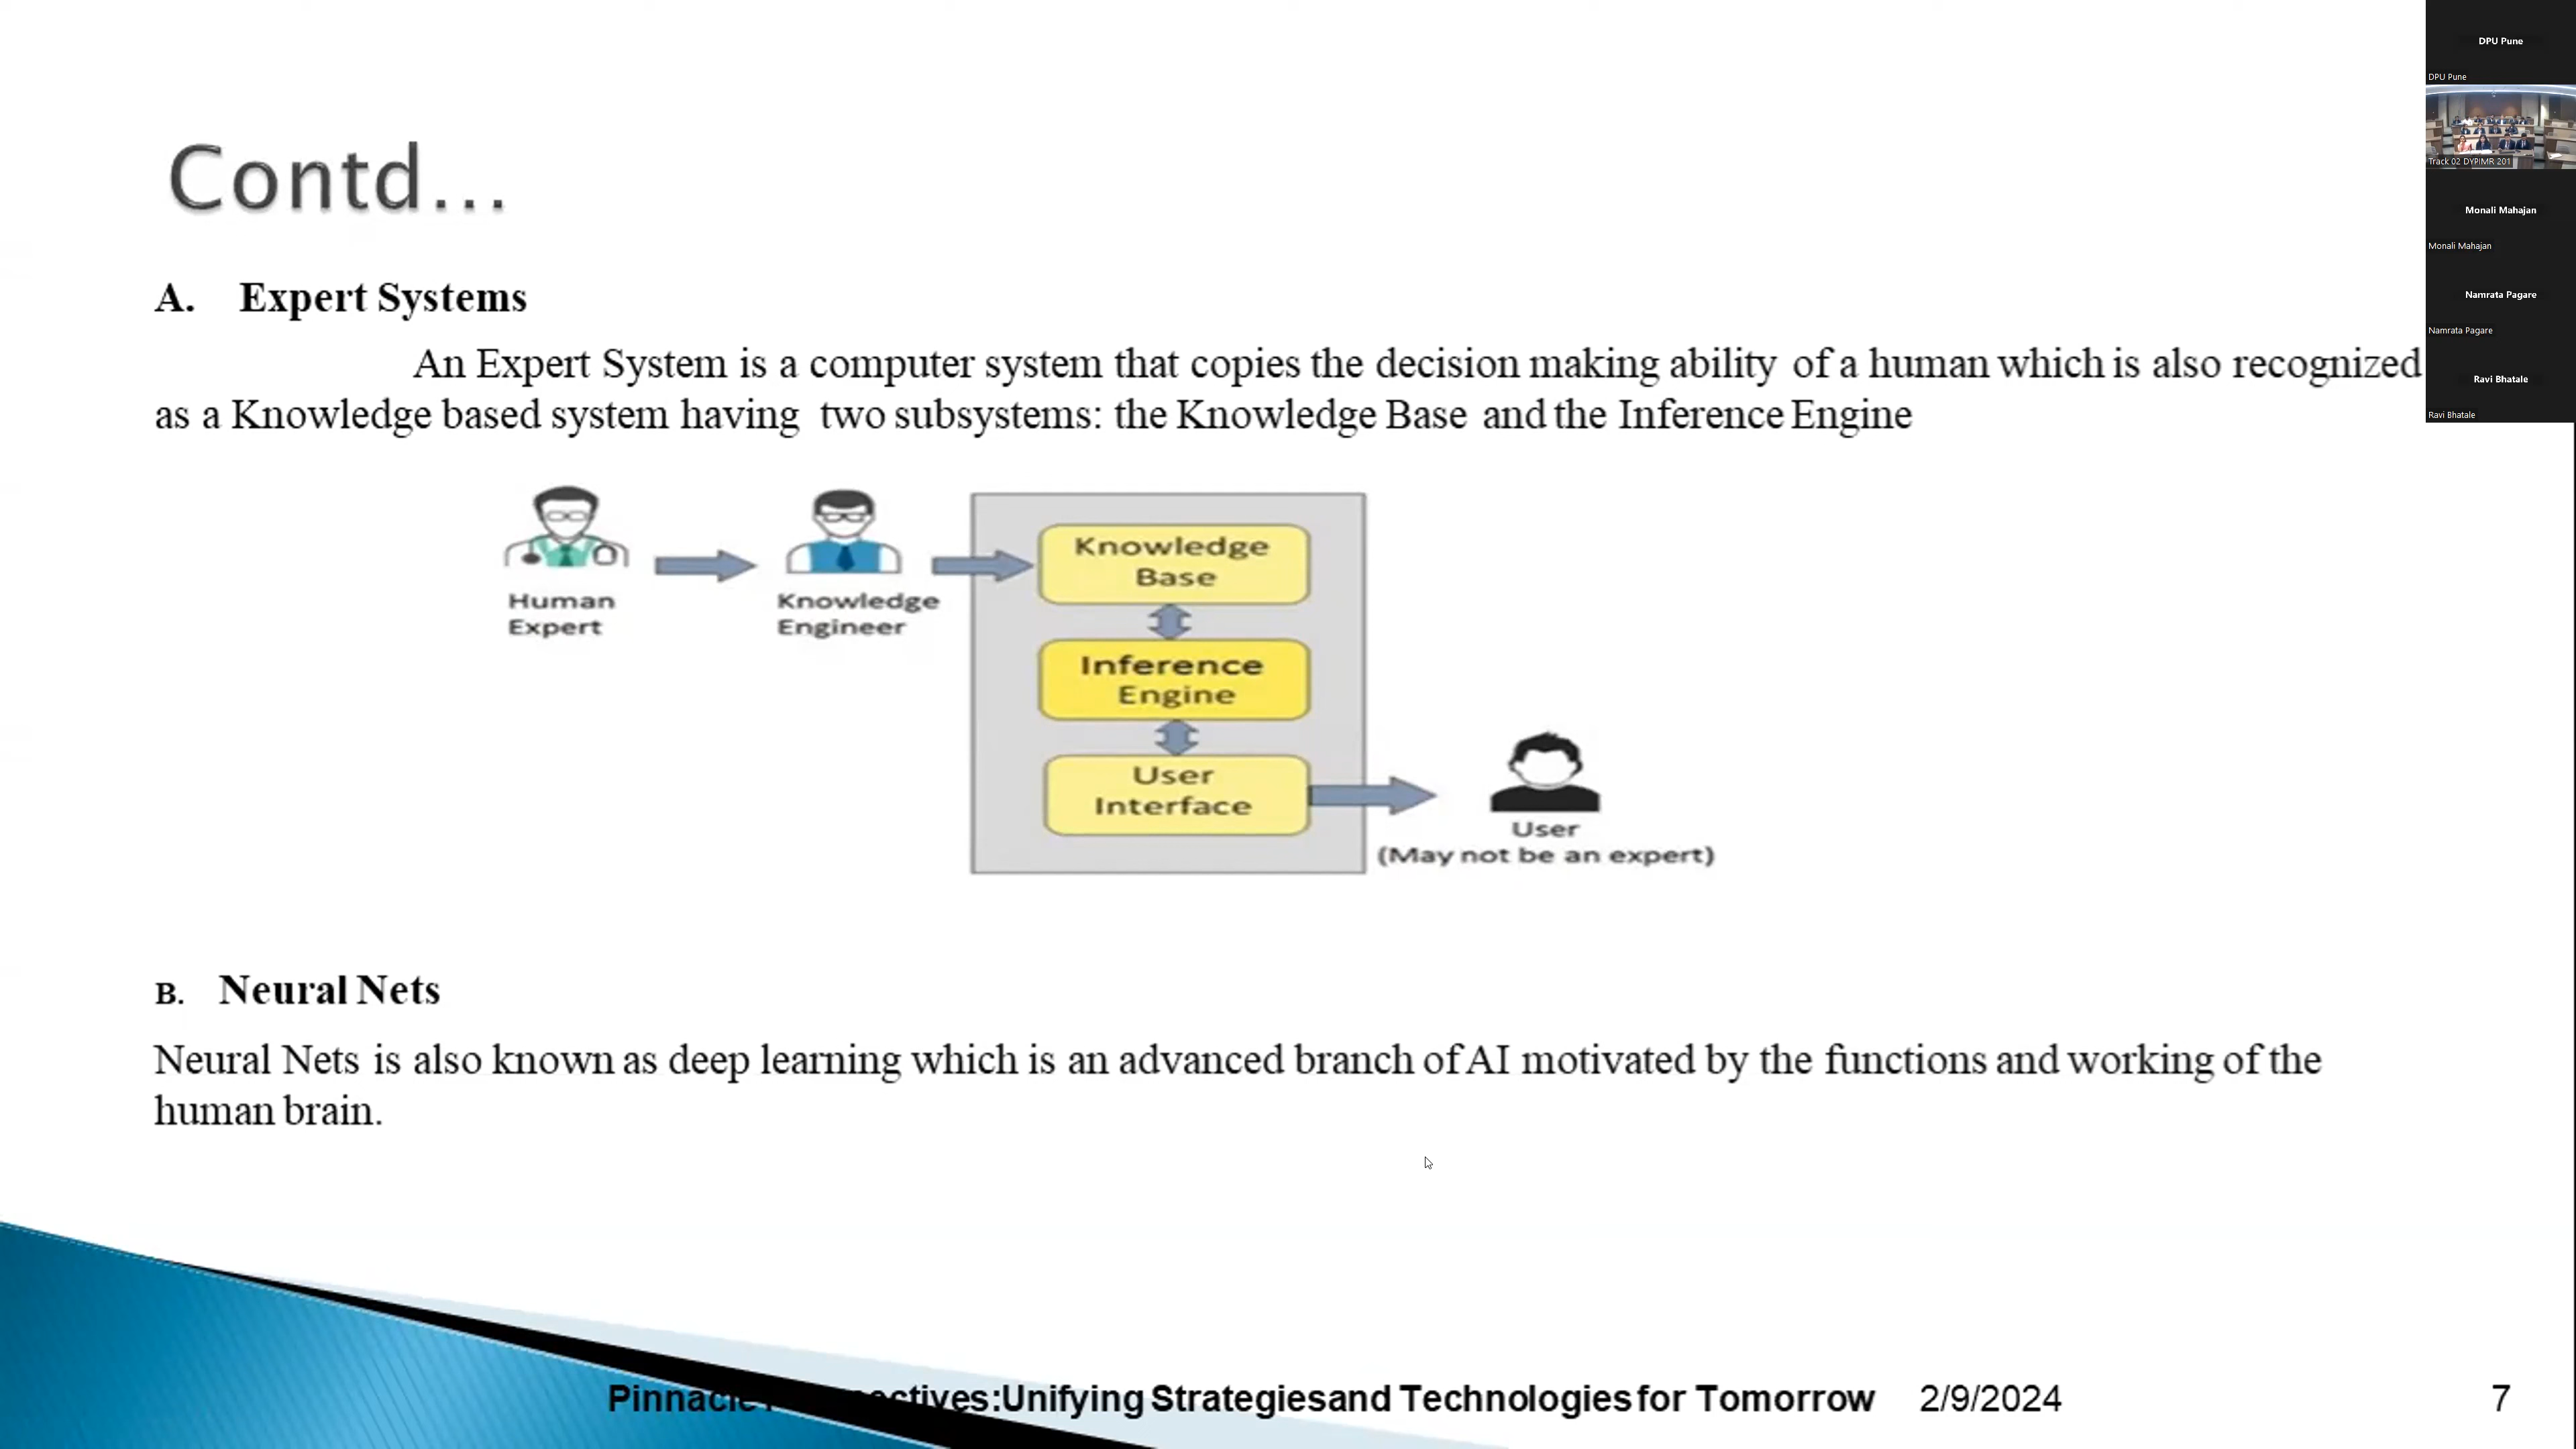 Contd...
A. Expert Systems
An Expert System is a computer system that copies the decision making ability of a human which is also recognized
as a Knowledge based system having two subsystems: the Knowledge Base and the Inference Engine
Human
Expert
Knowledge
Engineer
Knowledge
Base
Inference
Engine
User
Interface
User
(May not be an expert)
B. Neural Nets
Neural Nets is also known as deep learning which is an advanced branch of AI motivated by the functions and working of the
human brain.
:Unifying Strategiesand Technologies for Tomorrow 2/9/2024 7
DPU Pune
DPU Pune
Track 02 DYPIMR 201
Monali Mahajan
Monali Mahajan
Namrata Pagare
Namrata Pagare
Ravi Bhatale
Ravi Bhatale